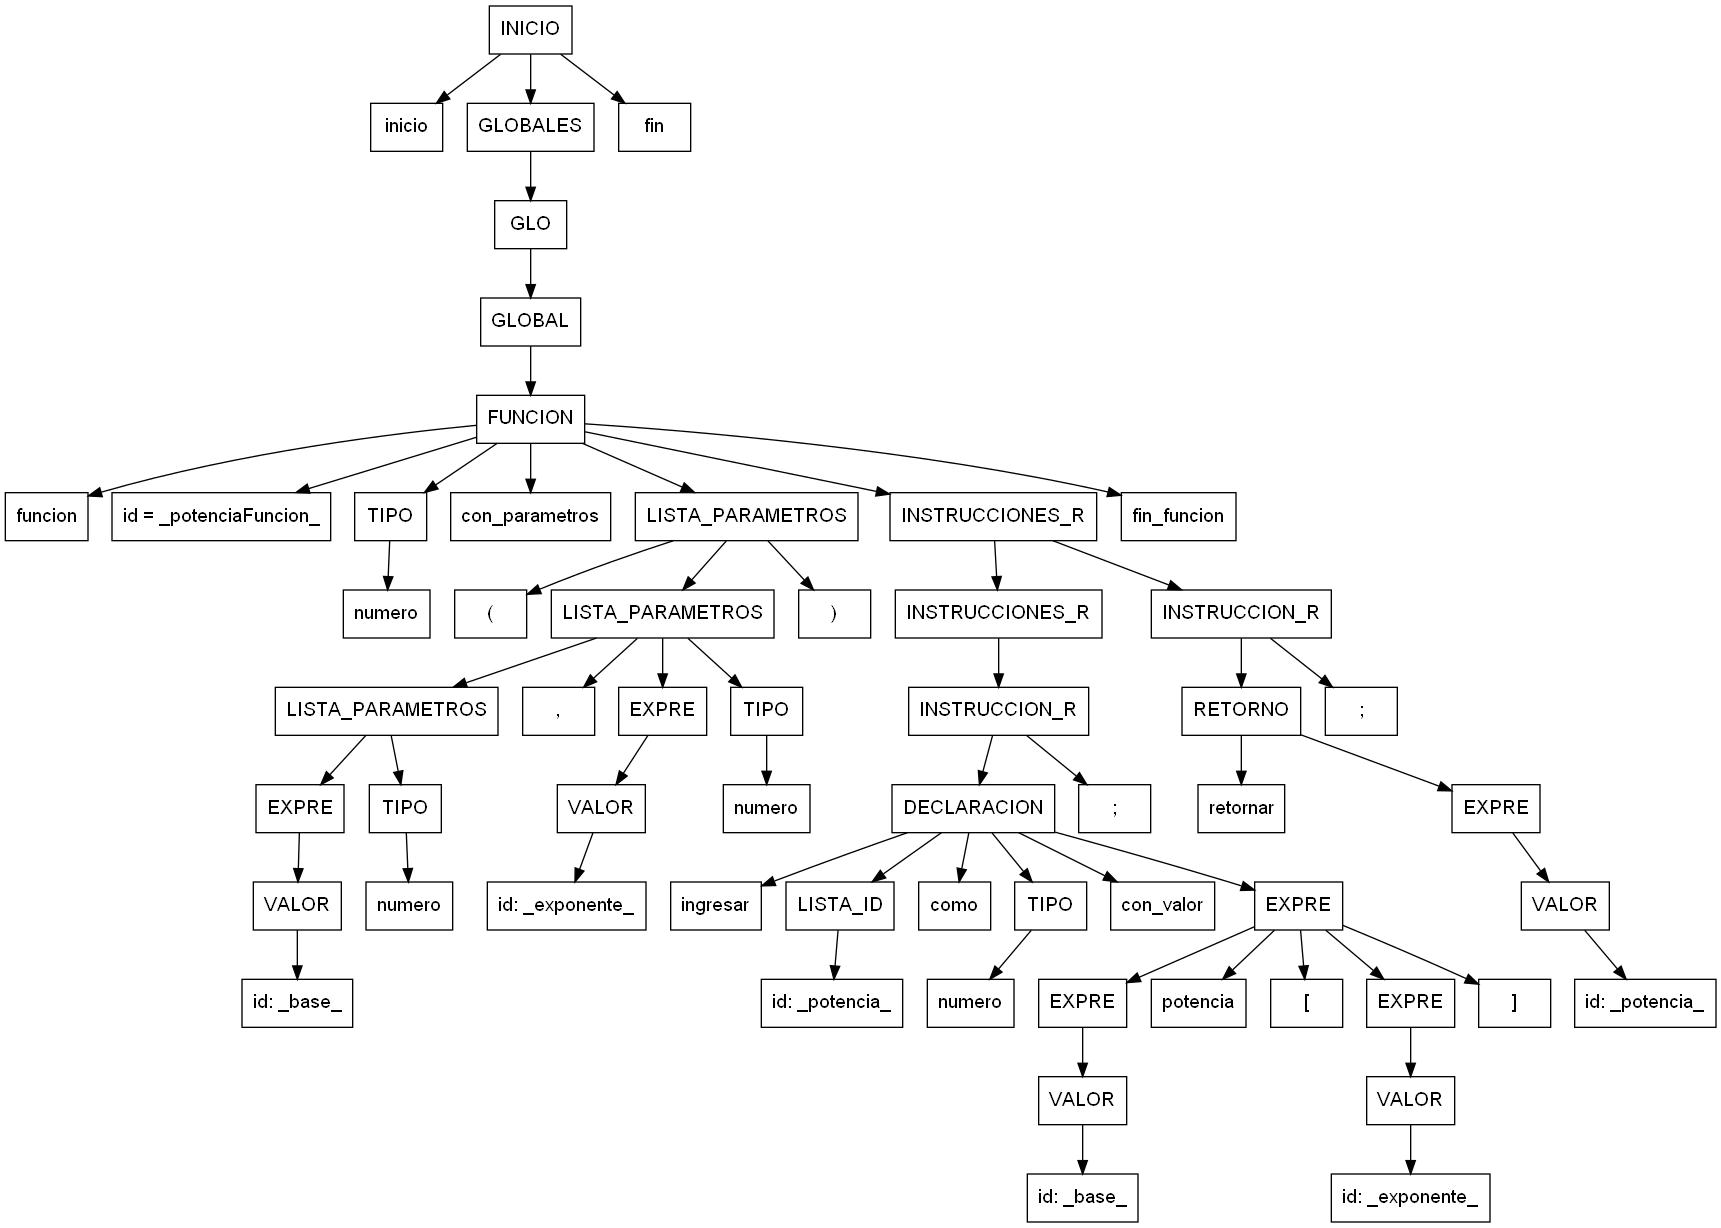 INICIO
inicio GLOBALES fin
GLO
GLOBAL
FUNCION
funcion id = _potenciaFuncion_ TIPO con_parametros LISTA_PARAMETROS INSTRUCCIONES_R fin_funcion
numero ( LISTA_PARAMETROS ) INSTRUCCIONES_R INSTRUCCION_R
LISTA_PARAMETROS , EXPRE TIPO INSTRUCCION_R RETORNO ;
EXPRE TIPO VALOR numero DECLARACION ; retornar EXPRE
VALOR numero id: _exponente_ ingresar LISTA_ID como TIPO con_valor EXPRE VALOR
id: _base_ id: _potencia_ numero EXPRE potencia [ EXPRE ] id: _potencia_
VALOR VALOR
id: _base_ id: _exponente_